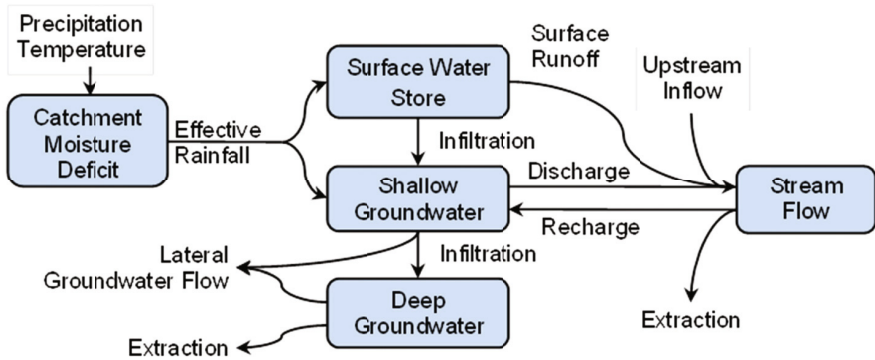 Precipitation
Temperature
Catchment
Moisture
Deficit
Effective
Rainfall
Surface Water
Store
Infiltration
Shallow
Groundwater
Infiltration
Deep
Groundwater
Lateral
Groundwater Flow
Extraction
Surface
Runoff
Upstream
Inflow
Discharge
Recharge
Stream
Flow
Extraction